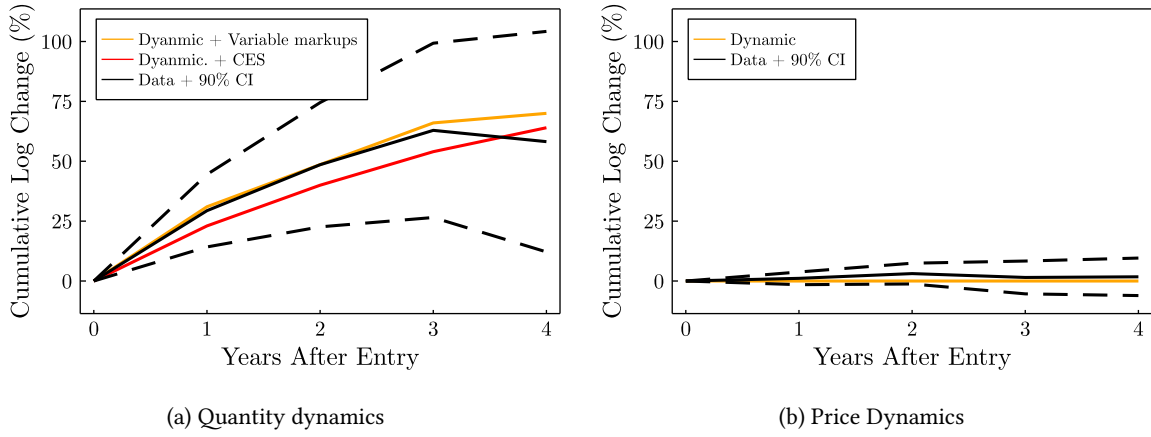 Cumulative Log Change (%)
100
75
50
25
0
Dyanmic + Variable markups
Dyanmic. + CES
Data + 90% CI
0 1 2 3 4
Years After Entry
(a) Quantity dynamics
Cumulative Log Change (%)
100
75
50
25
0
Dynamic
Data + 90% CI
0 1 2 3 4
Years After Entry
(b) Price Dynamics